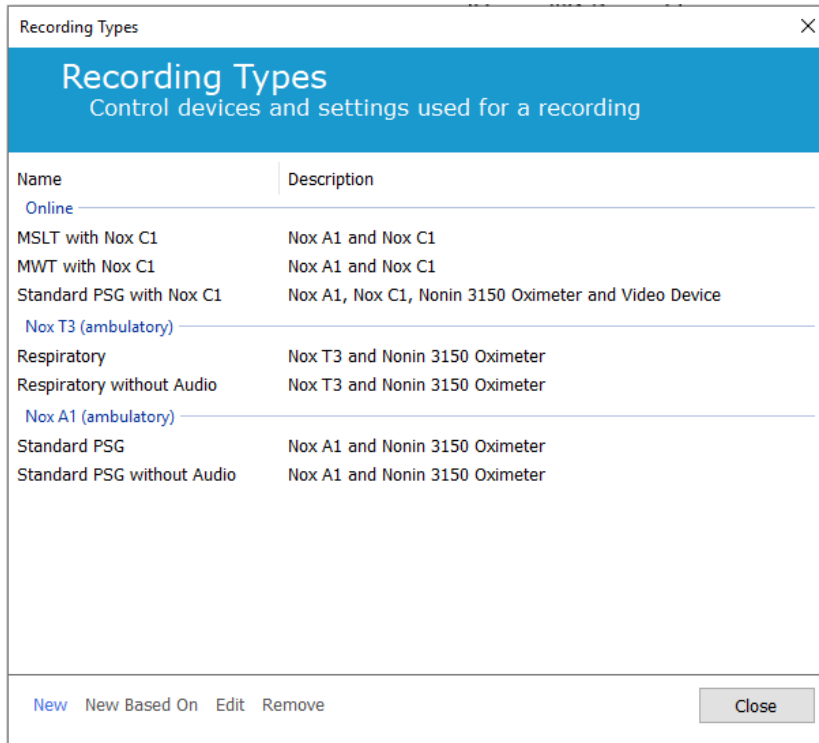 Recording Types
Recording Types
Control devices and settings used for a recording
Name Description
Online
MSLT with Nox C1 Nox A1 and Nox C1
MWT with Nox C1 Nox A1 and Nox C1
Standard PSG with Nox C1 Nox A1, Nox C1, Nonin 3150 Oximeter and Video Device
Nox T3 (ambulatory)
Respiratory Nox T3 and Nonin 3150 Oximeter
Respiratory without Audio Nox T3 and Nonin 3150 Oximeter
Nox A1 (ambulatory)
Standard PSG Nox A1 and Nonin 3150 Oximeter
Standard PSG without Audio Nox A1 and Nonin 3150 Oximeter
New New Based On Edit Remove Close